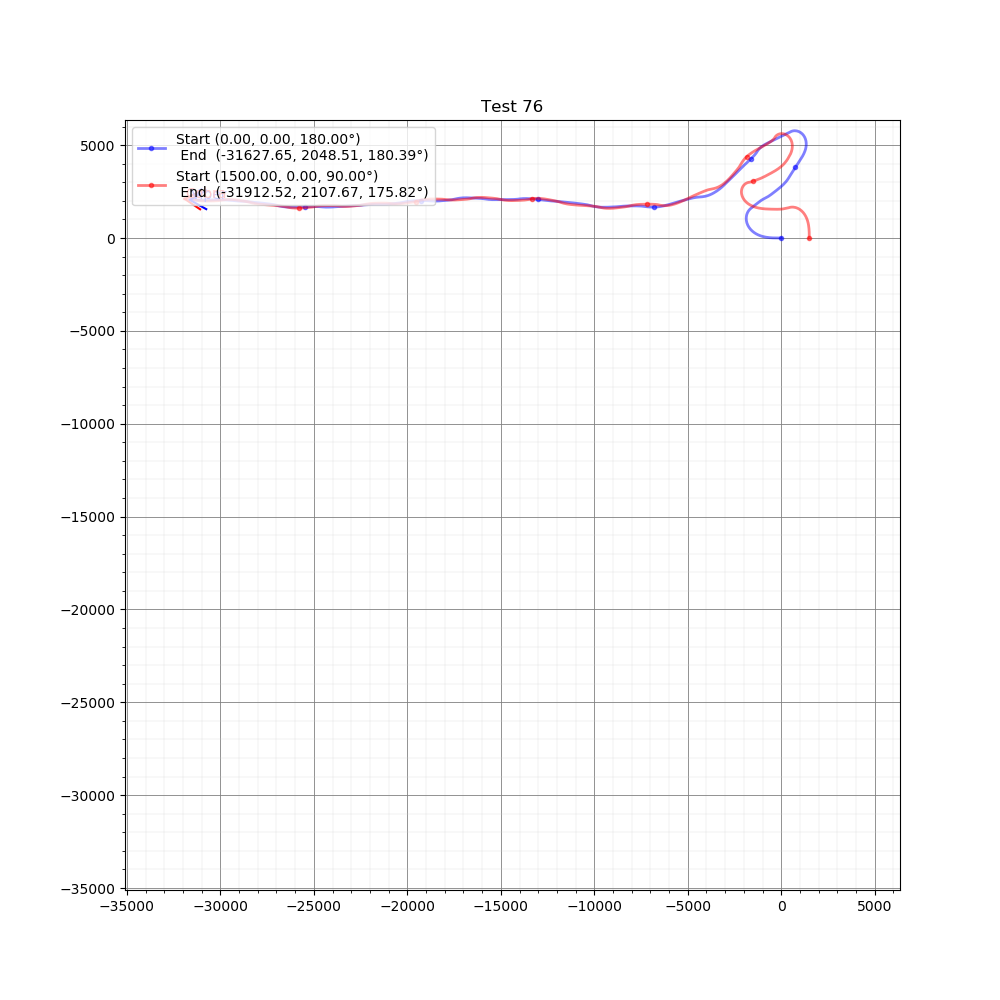 Test 76
Start (0.00, 0.00, 180.00°)
End (-31627.65, 2048.51, 180.39°)
Start (1500.00, 0.00, 90.00°)
End (-31912.52, 2107.67, 175.82°)
5000
0
−5000
−10000
−15000
−20000
−25000
−30000
−35000
−35000 −30000 −25000 −20000 −15000 −10000 −5000 0 5000